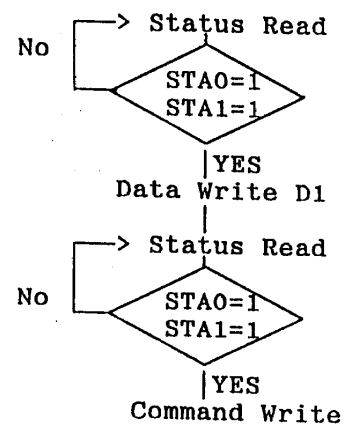 Status Read
No
STA0=1
STA1=1
YES
Data Write D1
Status Read
No
STA0=1
STA1=1
YES
Command Write